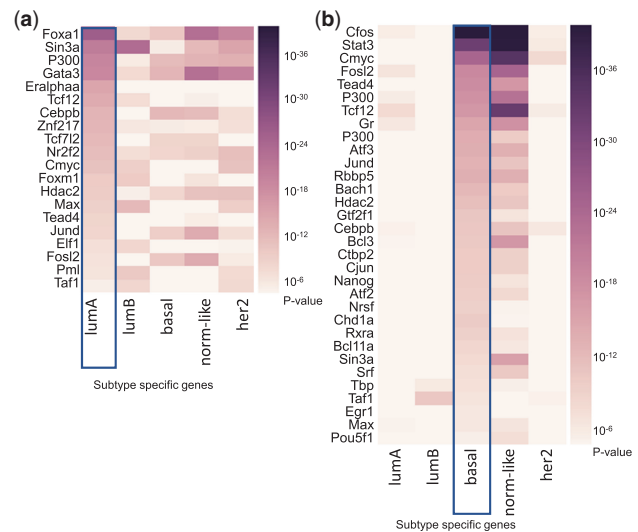 (a)
Foxa1
Sin3a
P300
Gata3
Eralphaa
Tcf12
Cebpb
Znf217
Tcf7l2
Nr2f2
Cmyc
Foxm1
Hdac2
Max
Tead4
Jund
Elf1
Fosl2
Pml
Taf1
lumA
lumB
basal
norm-like
her2
Subtype specific genes
10-36
10-30
10-24
10-18
10-12
10-6
P-value
(b)
Cfos
Stat3
Cmyc
Fosl2
Tead4
P300
Tcf12
Gr
P300
Atf3
Jund
Rbbp5
Bach1
Hdac2
Gtf2f1
Cebpb
Bcl3
Ctbp2
Cjun
Nanog
Atf2
Nrsf
Chd1a
Rxra
Bcl11a
Sin3a
Srf
Tbp
Taf1
Egr1
Max
Pou5f1
lumA
lumB
basal
norm-like
her2
Subtype specific genes
10-36
10-30
10-24
10-18
10-12
10-6
P-value